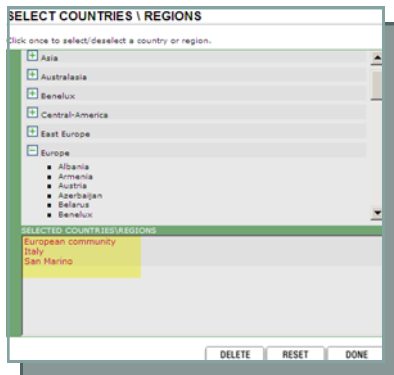 SELECT COUNTRIES \ REGIONS
Click once to select/deselect a country or region.
Asia
Australasia
Benelux
Central-America
East Europe
Europe
Albania
Armenia
Austria
Azerbaijan
Belarus
Benelux
SELECTED COUNTRIES\REGIONS
European community
Italy
San Marino
DELETE RESET DONE